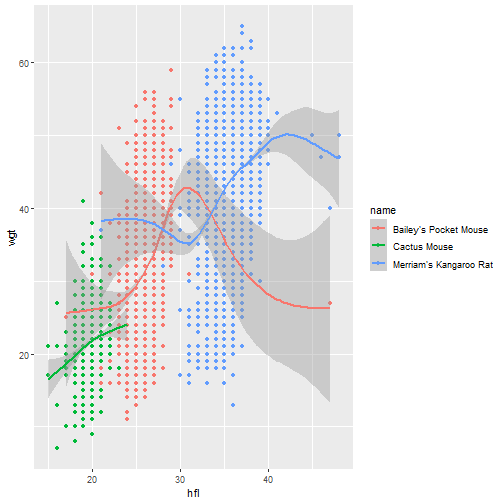 60
40
20
wgt
20
30
40
hfl
name
Bailey's Pocket Mouse
Cactus Mouse
Merriam's Kangaroo Rat